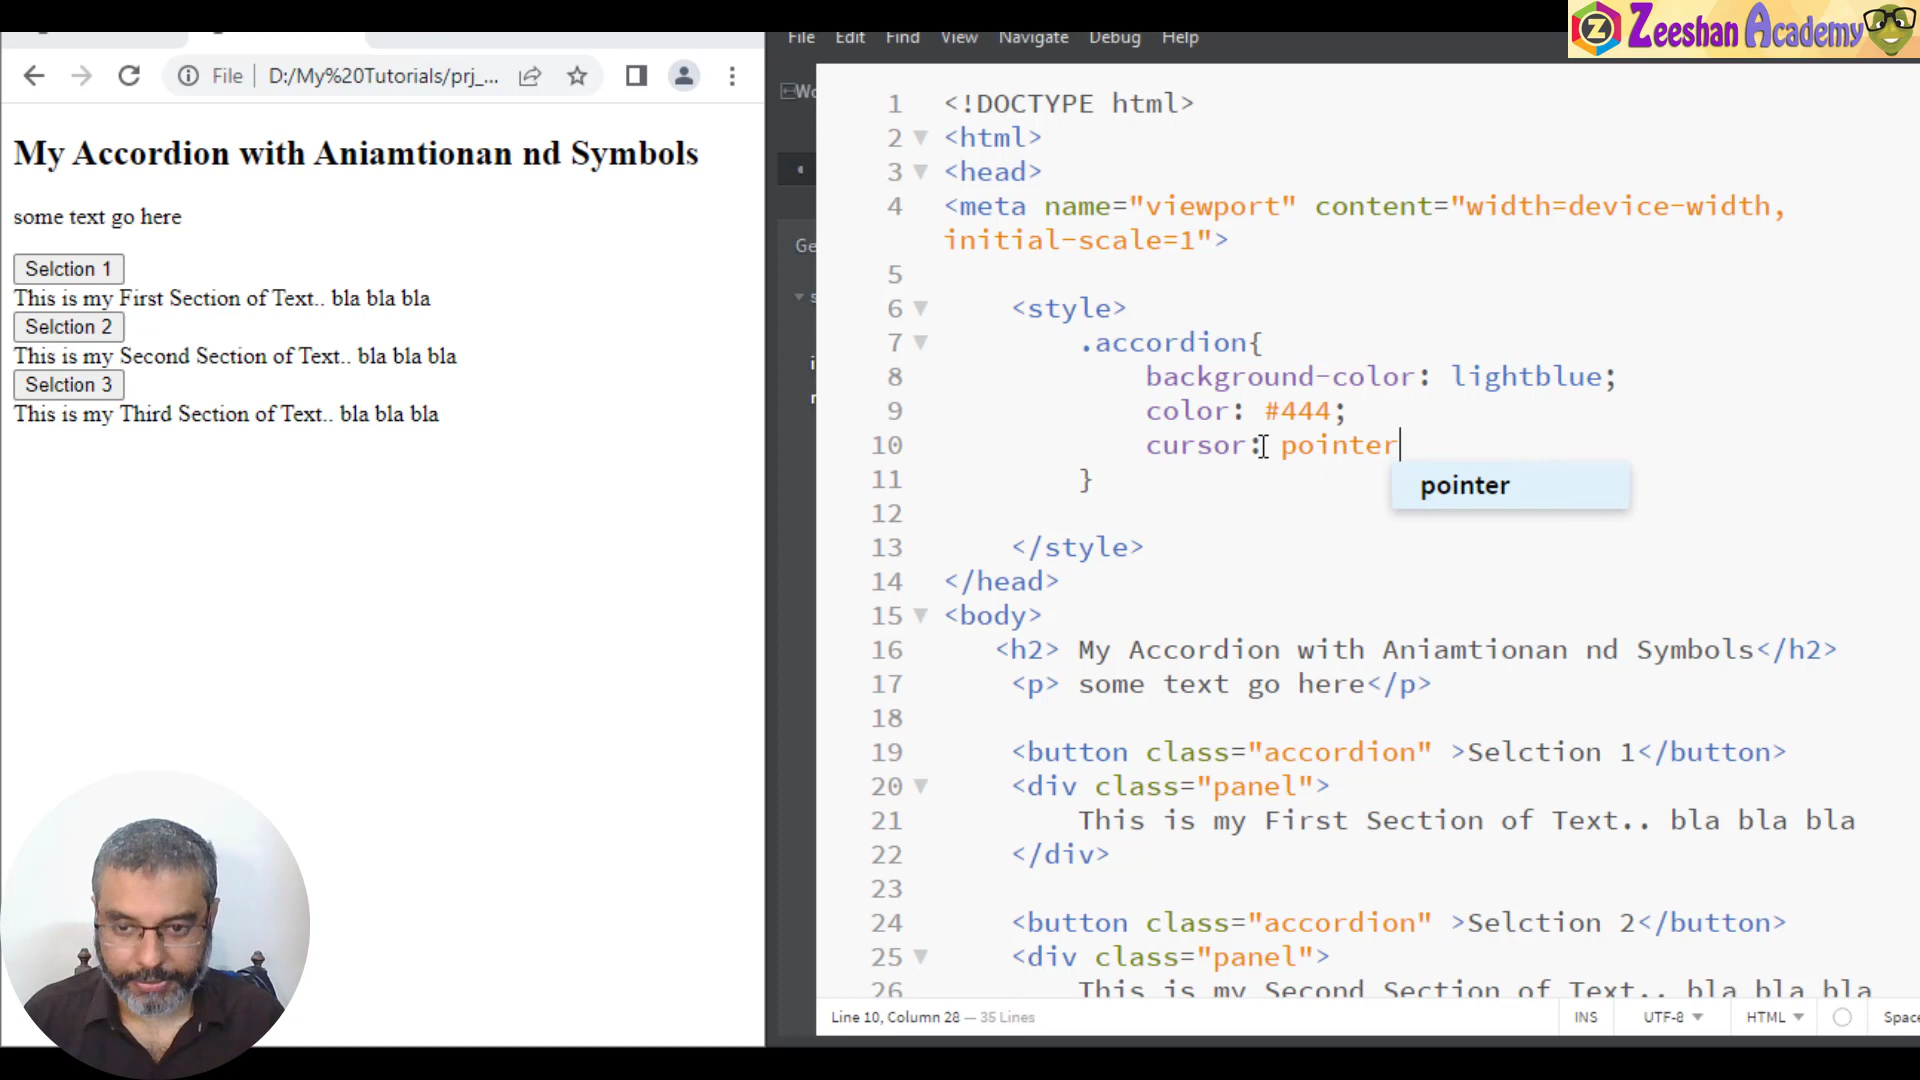 Zeeshan Academy
File Edit Find View Navigate Debug Help
File D:/My%20Tutorials/prj_...
My Accordion with Aniamtionan nd Symbols
some text go here
Selction 1
This is my First Section of Text.. bla bla bla
Selction 2
This is my Second Section of Text.. bla bla bla
Selction 3
This is my Third Section of Text.. bla bla bla
1 <!DOCTYPE html>
2 <html>
3 <head>
4 <meta name="viewport" content="width=device-width,
initial-scale=1">
5
6 <style>
7 .accordion{
8 background-color: lightblue;
9 color: #444;
10 cursor: pointer
pointer
11 }
12
13 </style>
14 </head>
15 <body>
16 <h2> My Accordion with Aniamtionan nd Symbols</h2>
17 <p> some text go here</p>
18
19 <button class="accordion" >Selction 1</button>
20 <div class="panel">
21 This is my First Section of Text.. bla bla bla
22 </div>
23
24 <button class="accordion" >Selction 2</button>
25 <div class="panel">
26 This is my Second Section of Text.. bla bla bla
Line 10, Column 28 — 35 Lines
INS UTF-8 HTML Space